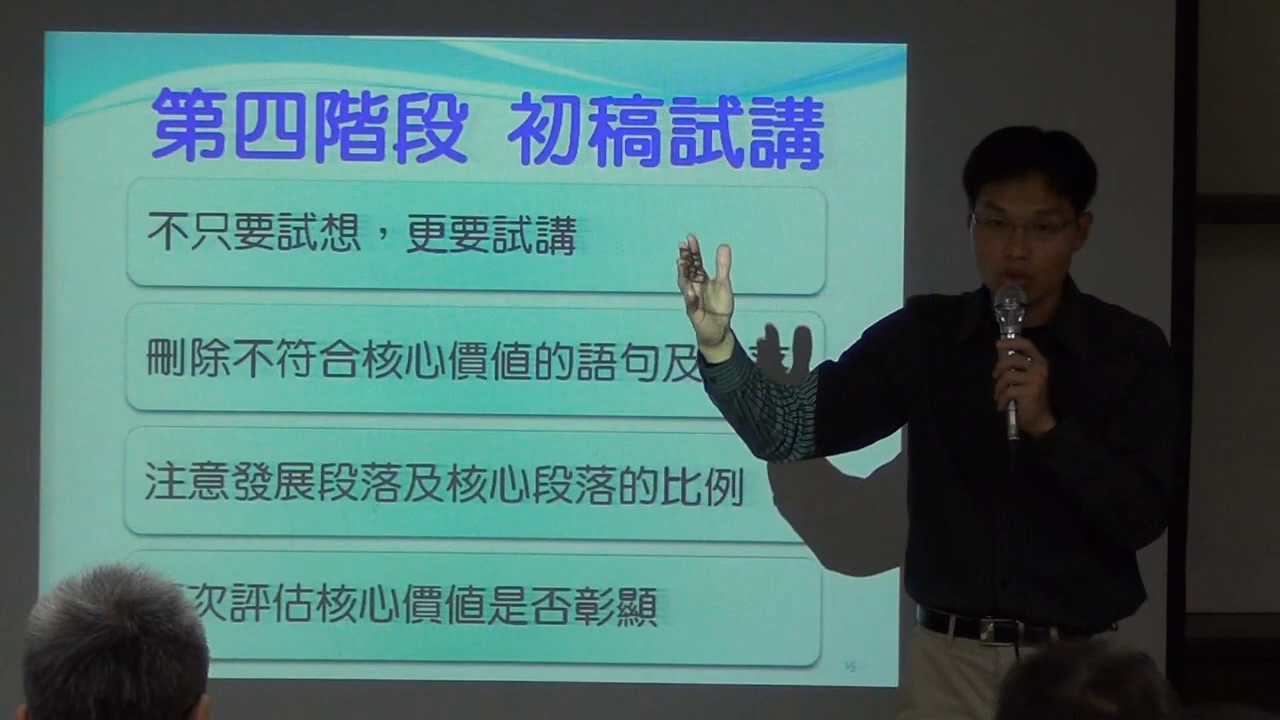 第四階段 初稿試講
不只要試想，更要試講
刪除不符合核心價值的語句及
注意發展段落及核心段落的比例
次評估核心價值是否彰顯
15